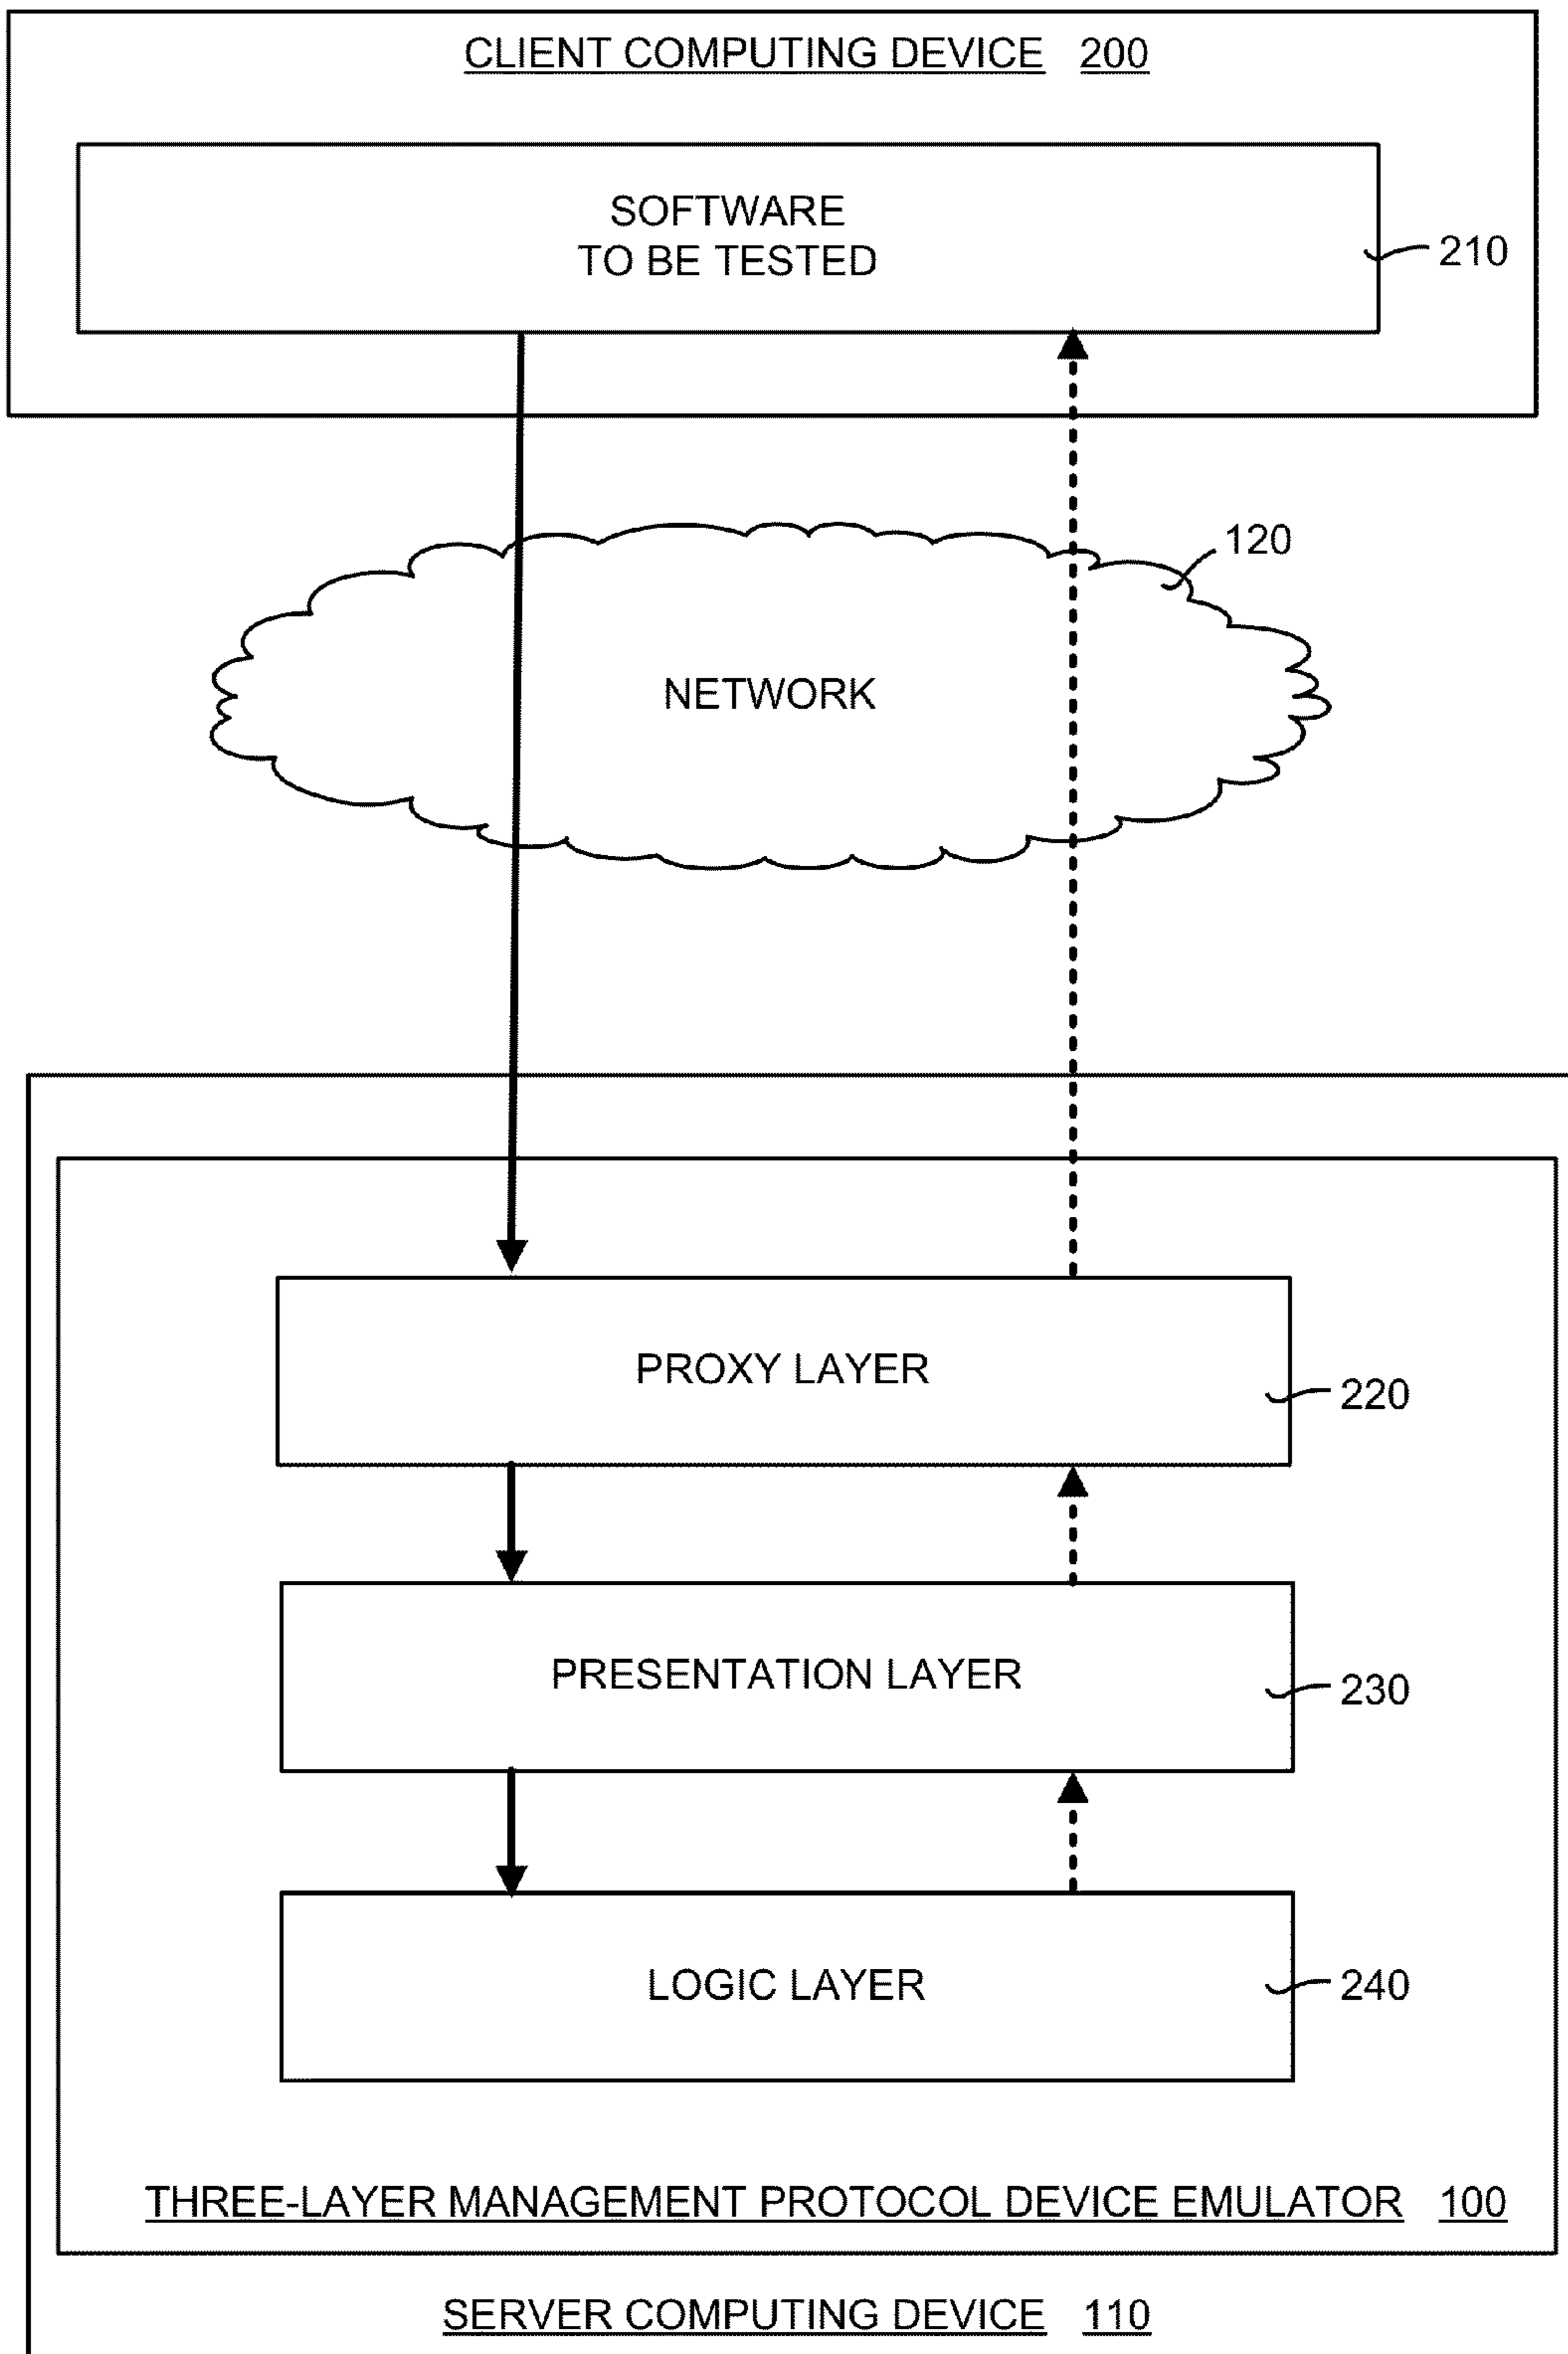 CLIENT COMPUTING DEVICE 200
SOFTWARE
TO BE TESTED
210
120
NETWORK
PROXY LAYER
220
PRESENTATION LAYER
230
LOGIC LAYER
240
THREE-LAYER MANAGEMENT PROTOCOL DEVICE EMULATOR 100
SERVER COMPUTING DEVICE 110